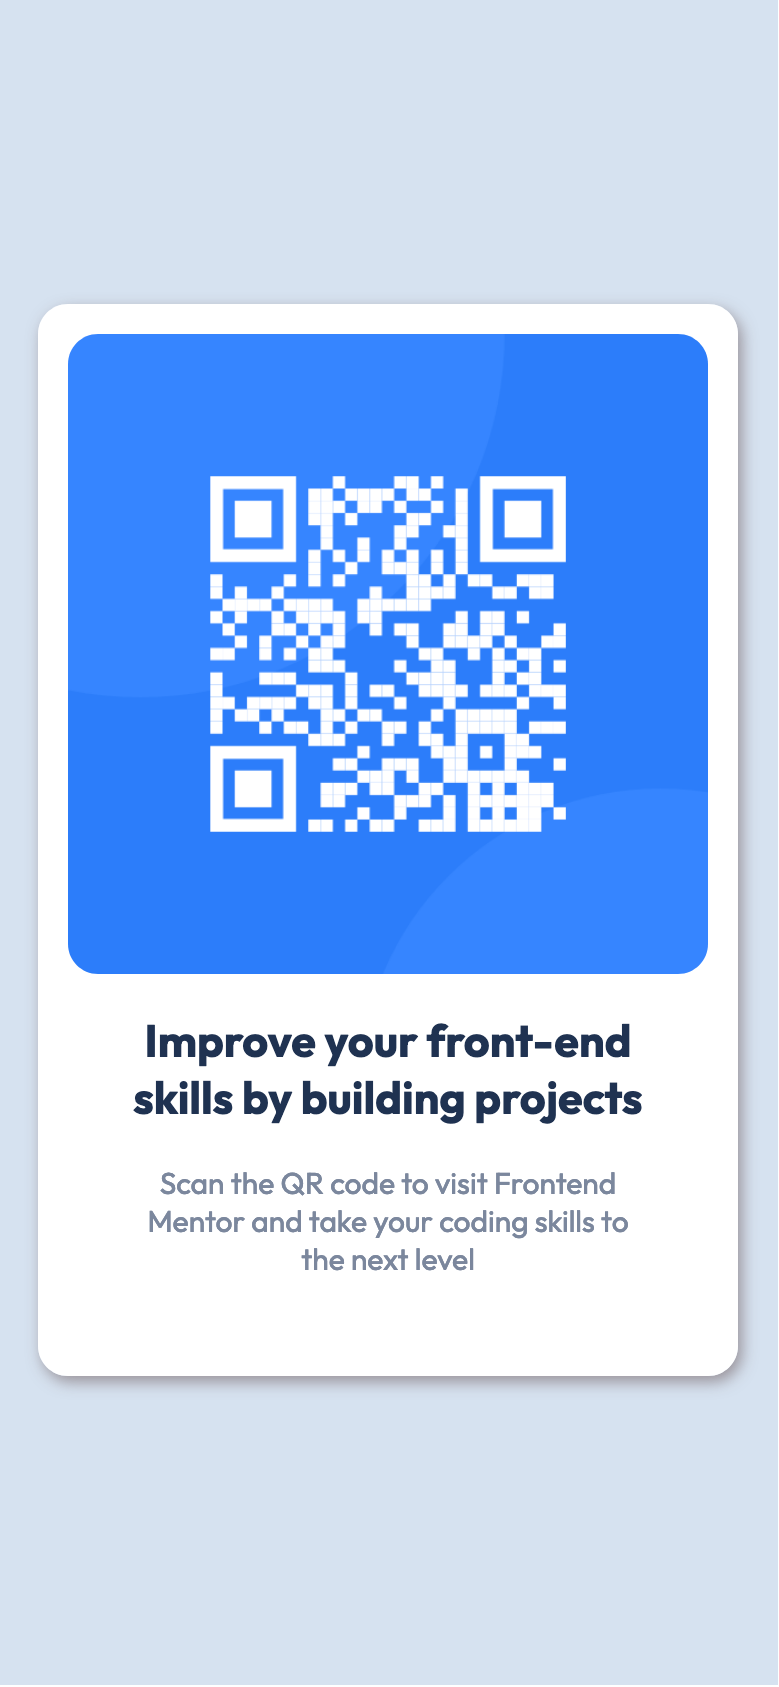 Improve your front-end
skills by building projects
Scan the QR code to visit Frontend
Mentor and take your coding skills to
the next level